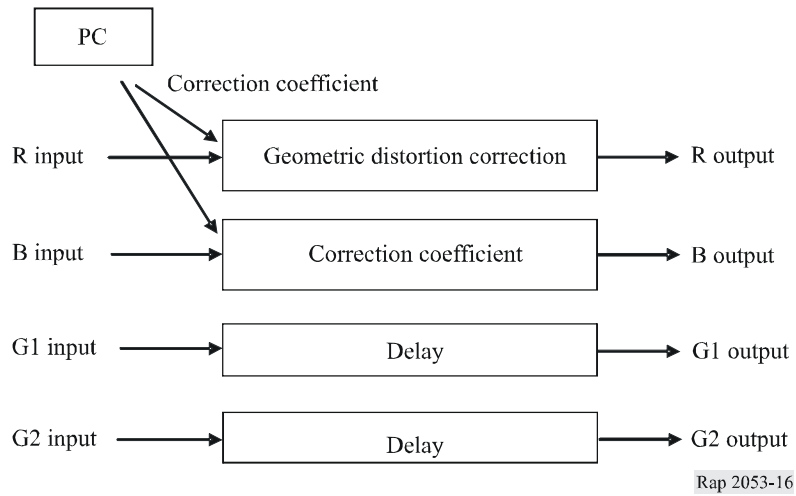 PC
Correction coefficient
R input
Geometric distortion correction
R output
B input
Correction coefficient
B output
G1 input
Delay
G1 output
G2 input
Delay
G2 output
Rap 2053-16